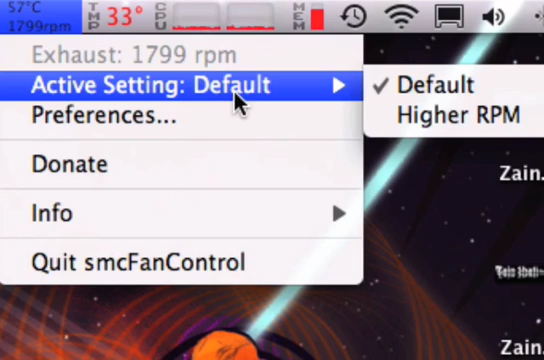 57°C
1799rpm
TMP
33°
CPU
MEM
Exhaust: 1799 rpm
Active Setting: Default
Default
Preferences...
Higher RPM
Donate
Zain.
Info
Quit smcFanControl
Zain.